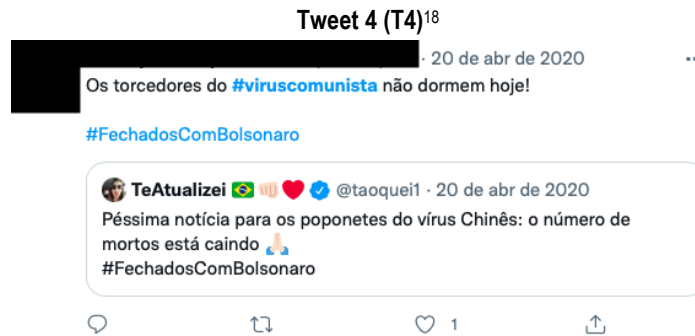 Tweet 4 (T4)18
· 20 de abr de 2020
Os torcedores do #viruscomunista não dormem hoje!
#FechadosComBolsonaro
TeAtualizei 🇧🇷 👊🏻 ❤️ @taoquei1 · 20 de abr de 2020
Péssima notícia para os poponetes do vírus Chinês: o número de
mortos está caindo 🙏🏻
#FechadosComBolsonaro
1